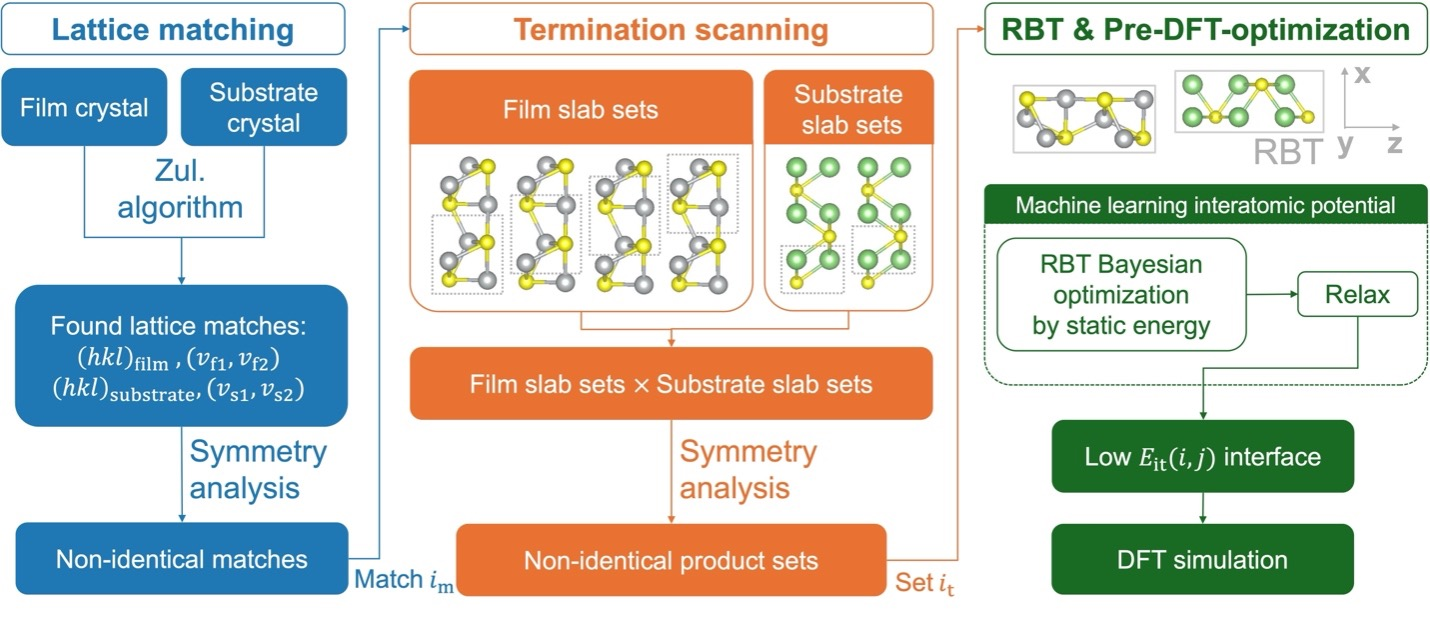 Lattice matching
Film crystal
Substrate
crystal
Zul.
algorithm
Found lattice matches:
(hkl)film , (vf1, vf2)
(hkl)substrate, (vs1, vs2)
Symmetry
analysis
Non-identical matches
Match im
Termination scanning
Film slab sets
Substrate
slab sets
Film slab sets × Substrate slab sets
Symmetry
analysis
Non-identical product sets
Set it
RBT & Pre-DFT-optimization
x
RBT y z
Machine learning interatomic potential
RBT Bayesian
optimization
by static energy
Relax
Low Eit(i, j) interface
DFT simulation